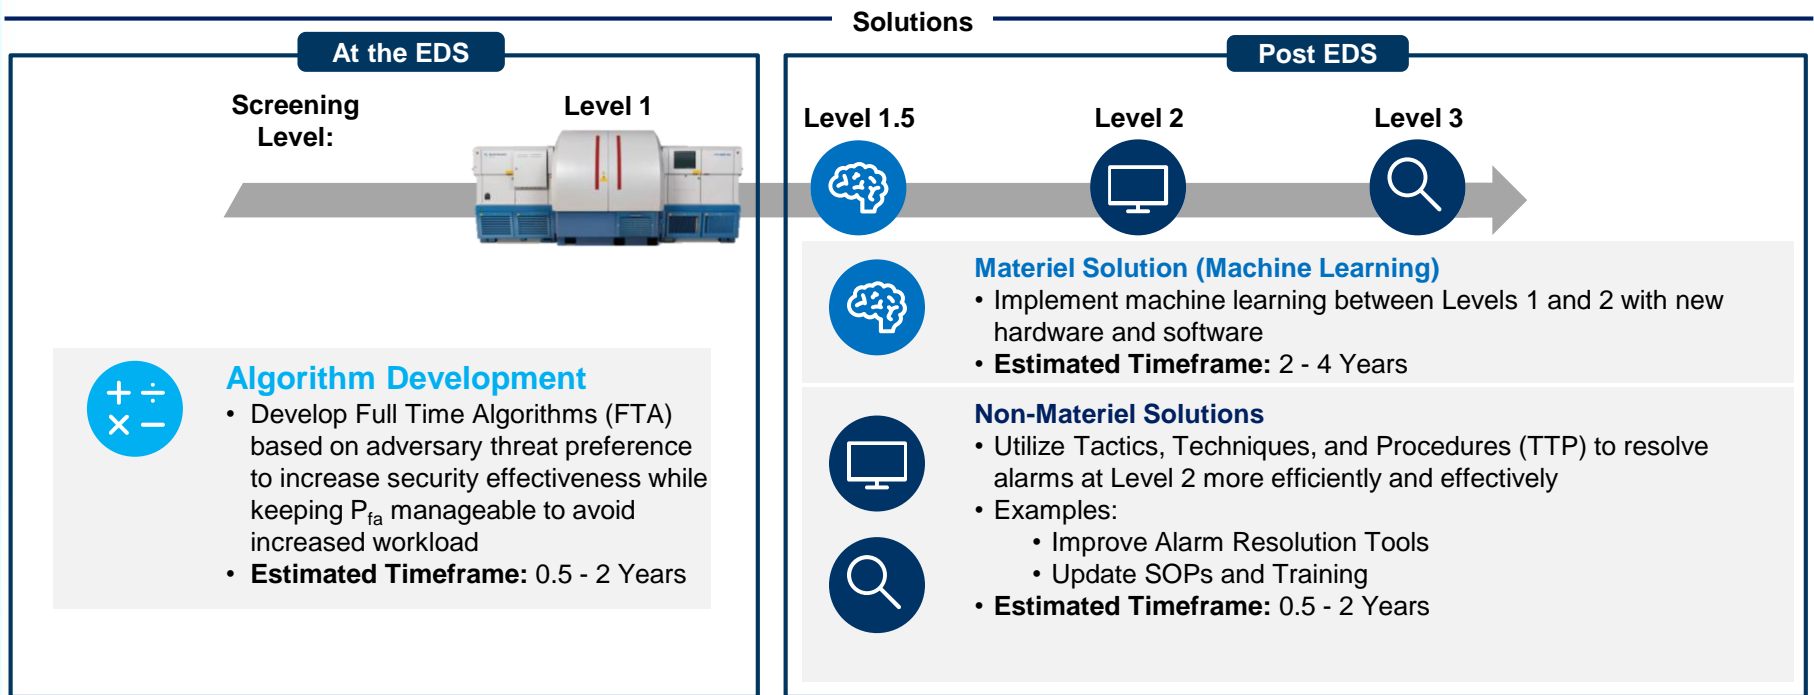 Solutions
At the EDS
Screening
Level:
Level 1
Algorithm Development
• Develop Full Time Algorithms (FTA)
based on adversary threat preference
to increase security effectiveness while
keeping Pfa manageable to avoid
increased workload
• Estimated Timeframe: 0.5 - 2 Years
Post EDS
Level 1.5
Level 2
Level 3
Materiel Solution (Machine Learning)
• Implement machine learning between Levels 1 and 2 with new
hardware and software
• Estimated Timeframe: 2 - 4 Years
Non-Materiel Solutions
• Utilize Tactics, Techniques, and Procedures (TTP) to resolve
alarms at Level 2 more efficiently and effectively
• Examples:
• Improve Alarm Resolution Tools
• Update SOPs and Training
• Estimated Timeframe: 0.5 - 2 Years